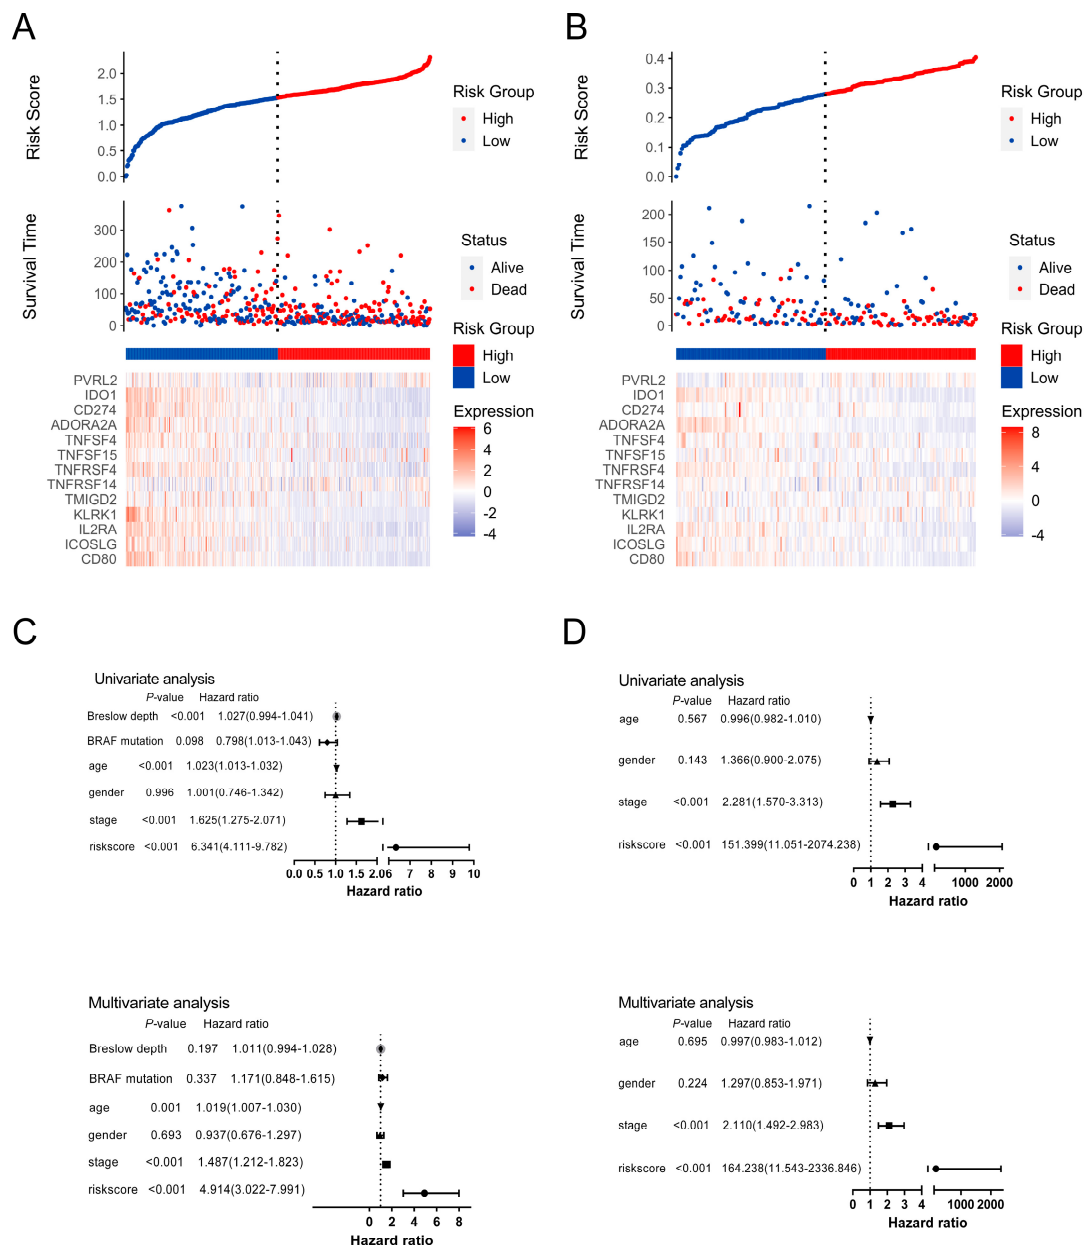 A
Risk Score
2.0
1.5
1.0
0.5
0.0
Risk Group
High
Low
Survival Time
300
200
100
0
Status
Alive
Dead
Risk Group
High
Low
PVRL2
IDO1
CD274
ADORA2A
TNFSF4
TNFSF15
TNFRSF4
TNFRSF14
TMIGD2
KLRK1
IL2RA
ICOSLG
CD80
Expression
6
4
2
0
-2
-4
B
Risk Score
0.4
0.3
0.2
0.1
0.0
Risk Group
High
Low
Survival Time
200
150
100
50
0
Status
Alive
Dead
Risk Group
High
Low
PVRL2
IDO1
CD274
ADORA2A
TNFSF4
TNFSF15
TNFRSF4
TNFRSF14
TMIGD2
KLRK1
IL2RA
ICOSLG
CD80
Expression
8
4
0
-4
C
Univariate analysis
P-value Hazard ratio
Breslow depth <0.001 1.027(0.994-1.041)
BRAF mutation 0.098 0.798(1.013-1.043)
age <0.001 1.023(1.013-1.032)
gender 0.996 1.001(0.746-1.342)
stage <0.001 1.625(1.275-2.071)
riskscore <0.001 6.341(4.111-9.782)
0.0 0.5 1.0 1.5 2.0 6 7 8 9 10
Hazard ratio
Multivariate analysis
P-value Hazard ratio
Breslow depth 0.197 1.011(0.994-1.028)
BRAF mutation 0.337 1.171(0.848-1.615)
age 0.001 1.019(1.007-1.030)
gender 0.693 0.937(0.676-1.297)
stage <0.001 1.487(1.212-1.823)
riskscore <0.001 4.914(3.022-7.991)
0 2 4 6 8
Hazard ratio
D
Univariate analysis
P-value Hazard ratio
age 0.567 0.996(0.982-1.010)
gender 0.143 1.366(0.900-2.075)
stage <0.001 2.281(1.570-3.313)
riskscore <0.001 151.399(11.051-2074.238)
0 1 2 3 4 1000 2000
Hazard ratio
Multivariate analysis
P-value Hazard ratio
age 0.695 0.997(0.983-1.012)
gender 0.224 1.297(0.853-1.971)
stage <0.001 2.110(1.492-2.983)
riskscore <0.001 164.238(11.543-2336.846)
0 1 2 3 4 1000 2000
Hazard ratio